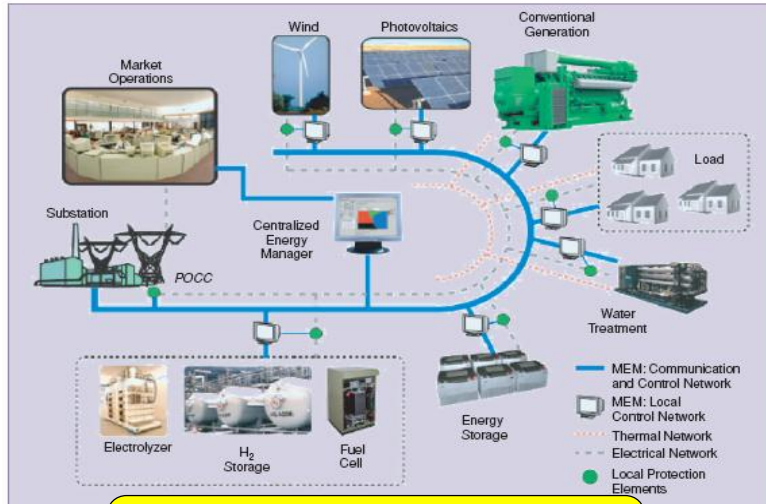 Wind
Photovoltaics
Conventional
Generation
Market
Operations
Load
Substation
POCC
Centralized
Energy
Manager
Water
Treatment
Electrolyzer
H2
Storage
Fuel
Cell
Energy
Storage
MEM: Communication
and Control Network
MEM: Local
Control Network
Thermal Network
Electrical Network
Local Protection
Elements